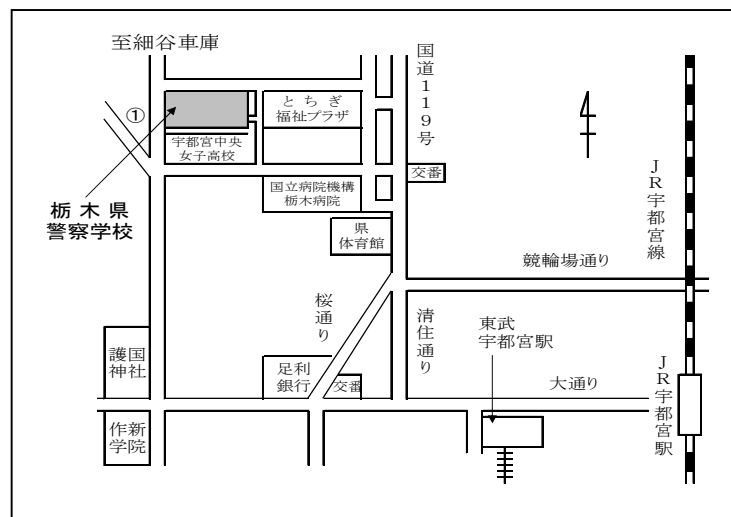 至細谷車庫
①
とちぎ
福祉プラザ
国道119号
宇都宮中央
女子高校
交番
国立病院機構
栃木病院
栃木県
警察学校
県
体育館
JR宇都宮線
競輪場通り
桜通り
清住通り
東武
宇都宮駅
護国
神社
足利
銀行
交番
大通り
JR宇都宮駅
作新
学院